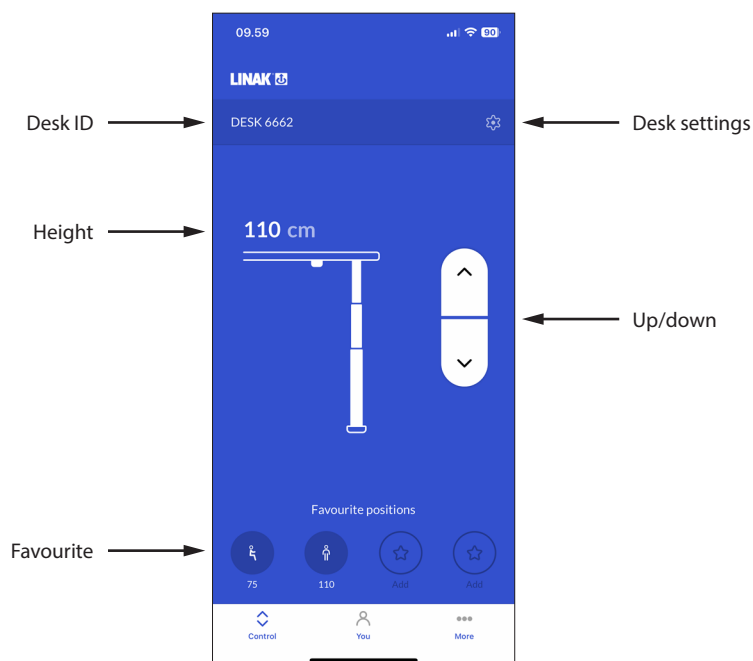 09.59
90
LINAK
Desk ID
DESK 6662
Desk settings
Height
110 cm
Up/down
Favourite positions
Favourite
75
110
Add
Add
Control
You
More